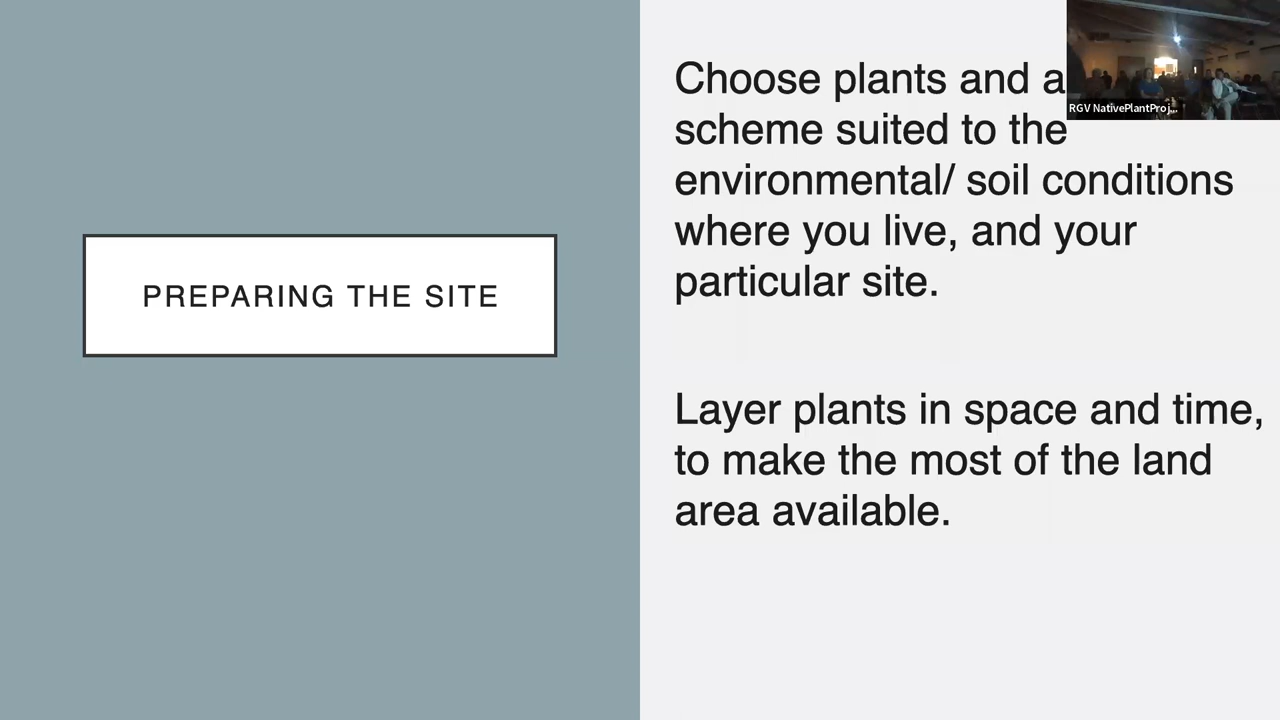 PREPARING THE SITE
Choose plants and a
scheme suited to the
environmental/ soil conditions
where you live, and your
particular site.
Layer plants in space and time,
to make the most of the land
area available.
RGV NativePlantProj...